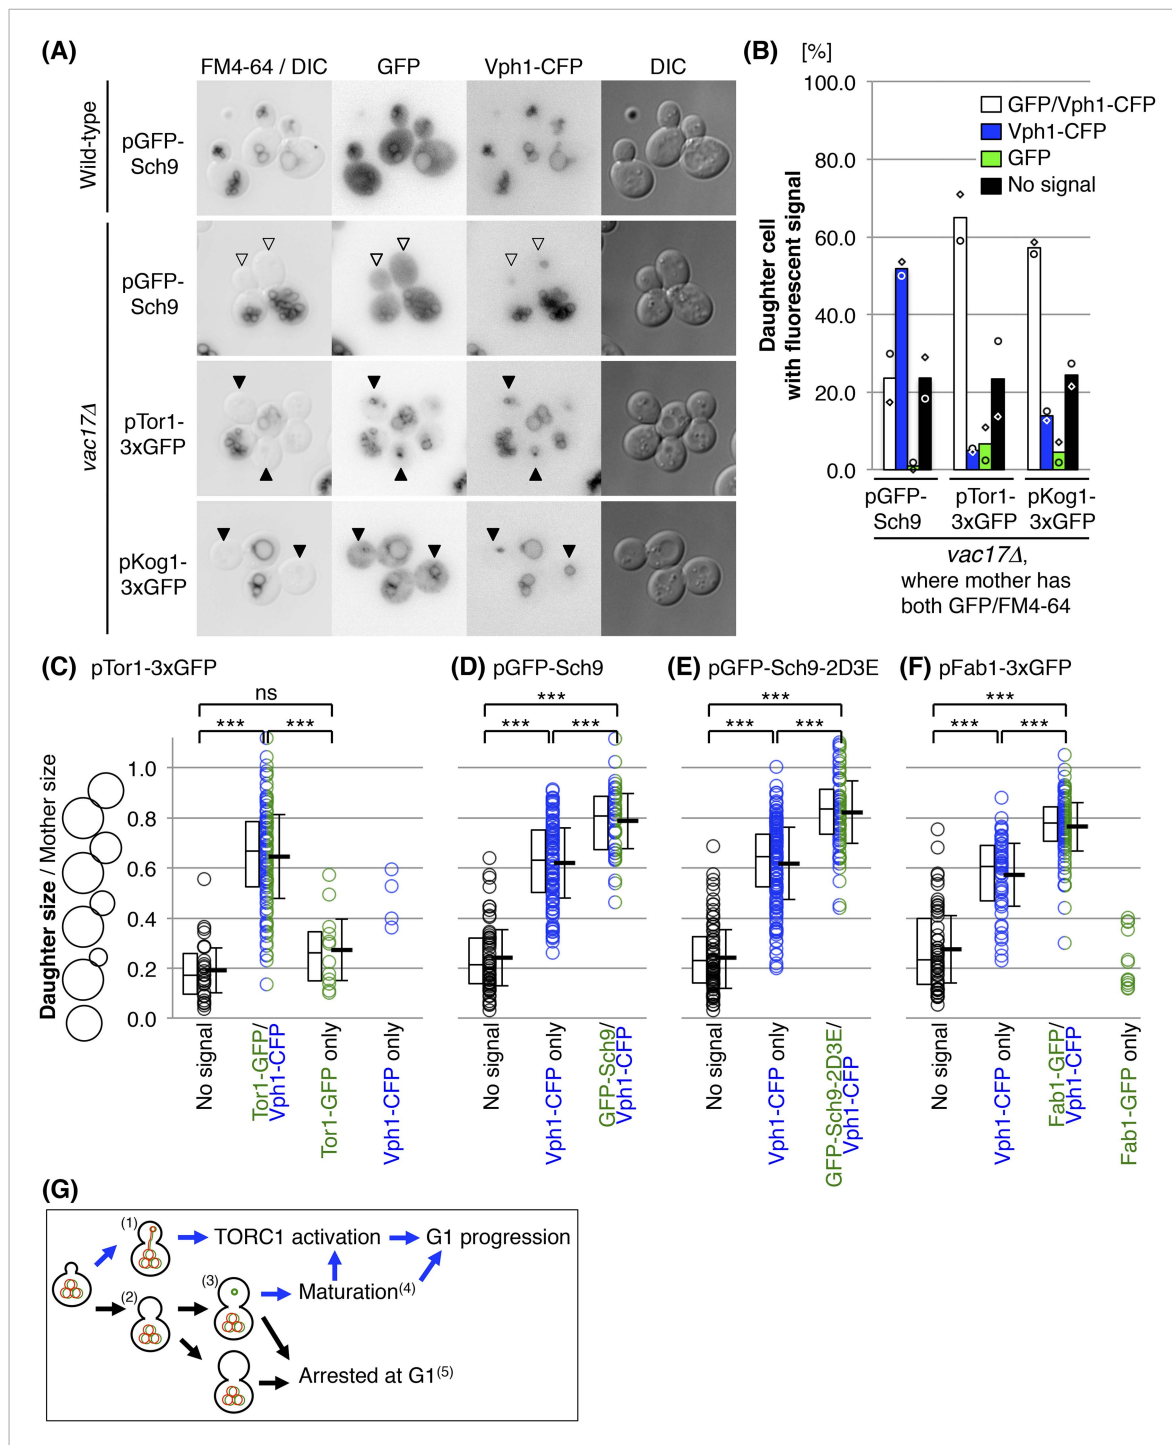 (A)
FM4-64 / DIC GFP Vph1-CFP DIC
Wild-type
pGFP-
Sch9
vac17Δ
pGFP-
Sch9
pTor1-
3xGFP
pKog1-
3xGFP
(B) [%]
Daughter cell
with fluorescent signal
100.0
80.0
60.0
40.0
20.0
0.0
GFP/Vph1-CFP
Vph1-CFP
GFP
No signal
pGFP-
Sch9
pTor1-
3xGFP
pKog1-
3xGFP
vac17Δ,
where mother has
both GFP/FM4-64
(C) pTor1-3xGFP
ns
*** ***
Daughter size / Mother size
1.0
0.8
0.6
0.4
0.2
0.0
No signal
Tor1-GFP/
Vph1-CFP
Tor1-GFP only
Vph1-CFP only
(D) pGFP-Sch9
***
*** ***
No signal
Vph1-CFP only
GFP-Sch9/
Vph1-CFP
(E) pGFP-Sch9-2D3E
***
*** ***
No signal
Vph1-CFP only
GFP-Sch9-2D3E/
Vph1-CFP
(F) pFab1-3xGFP
***
*** ***
No signal
Vph1-CFP only
Fab1-GFP/
Vph1-CFP
Fab1-GFP only
(G)
(1) TORC1 activation G1 progression
(2)
(3) Maturation(4)
Arrested at G1(5)